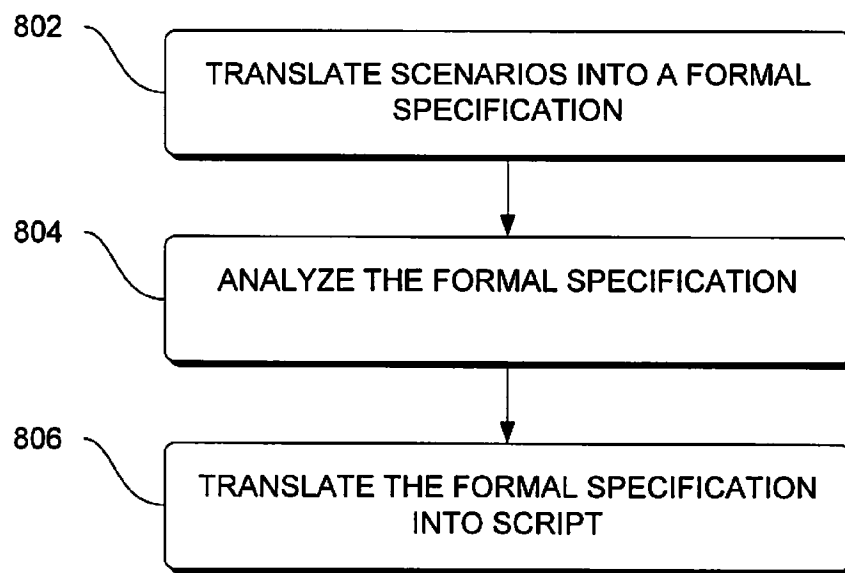 802
TRANSLATE SCENARIOS INTO A FORMAL
SPECIFICATION
804
ANALYZE THE FORMAL SPECIFICATION
806
TRANSLATE THE FORMAL SPECIFICATION
INTO SCRIPT